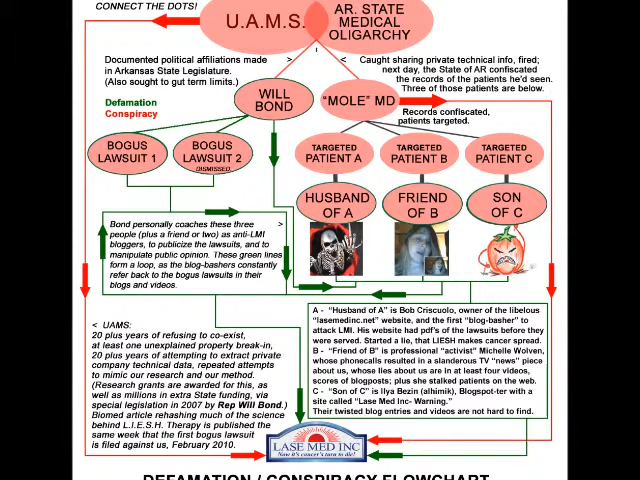 CONNECT THE DOTS!
U.A.M.S.
AR. STATE
MEDICAL
OLIGARCHY
Documented political affiliations made >
in Arkansas State Legislature.
(Also sought to gut term limits.)
< Caught sharing private technical info, fired;
next day, the State of AR confiscated
the records of the patients he'd seen.
Three of those patients are below.
Defamation
Conspiracy
WILL
BOND
"MOLE" MD
Records confiscated,
patients targeted.
BOGUS
LAWSUIT 1
BOGUS
LAWSUIT 2
DISMISSED
TARGETED
PATIENT A
TARGETED
PATIENT B
TARGETED
PATIENT C
HUSBAND
OF A
FRIEND
OF B
SON
OF C
Bond personally coaches these three >
people (plus a friend or two) as anti-LMI
bloggers, to publicize the lawsuits, and to
manipulate public opinion. These green lines
form a loop, as the blog-bashers constantly
refer back to the bogus lawsuits in their
blogs and videos.
A - "Husband of A" is Bob Criscuolo, owner of the libelous
"lasemedinc.net" website, and the first "blog-basher" to
attack LMI. His website had pdf's of the lawsuits before they
were served. Started a lie, that LIESH makes cancer spread.
B - "Friend of B" is professional "activist" Michelle Wolven,
whose phonecalls resulted in a slanderous TV "news" piece
about us, whose lies about us are in at least four videos,
scores of blogposts; plus she stalked patients on the web.
C - "Son of C" is Ilya Bezin (alhimik), Blogspot-ter with a
site called "Lase Med Inc-Warning."
Their twisted blog entries and videos are not hard to find.
< UAMS:
20 plus years of refusing to co-exist,
at least one unexplained property break-in,
20 plus years of attempting to extract private
company technical data, repeated attempts
to mimic our research and our method.
(Research grants are awarded for this, as
well as millions in extra State funding, via
special legislation in 2007 by Rep Will Bond.)
Biomed article rehashing much of the science
behind L.I.E.S.H. Therapy is published the
same week that the first bogus lawsuit
is filed against us, February 2010.
LASE MED INC
Now it's cancer's turn to die!
DEFAMATION / CONSPIRACY FLOWCHART